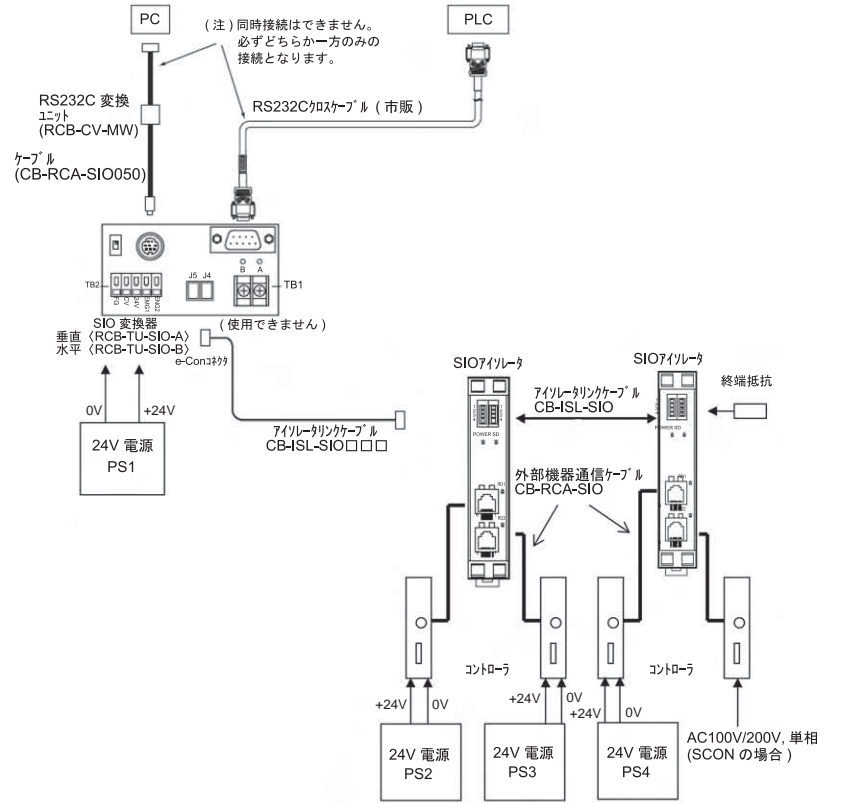 PC
PLC
(注)同時接続はできません。
必ずどちらか一方のみの
接続となります。
RS232C 変換
ﾕﾆｯﾄ
(RCB-CV-MW)
RS232Cｸﾛｽｹｰﾌﾞﾙ (市販)
ｹｰﾌﾞﾙ
(CB-RCA-SIO050)
B A
J5 J4
TB2
TB1
FG
0V
24V
EMG1
EMG2
(使用できません)
SIO 変換器
垂直〈RCB-TU-SIO-A〉
水平〈RCB-TU-SIO-B〉
e-Conｺﾈｸﾀ
0V
+24V
24V 電源
PS1
ｱｲｿﾚｰﾀﾘﾝｸｹｰﾌﾞﾙ
CB-ISL-SIO□□□
SIOｱｲｿﾚｰﾀ
SIOｱｲｿﾚｰﾀ
ｱｲｿﾚｰﾀﾘﾝｸｹｰﾌﾞﾙ
CB-ISL-SIO
終端抵抗
POWER SD
POWER SD
外部機器通信ｹｰﾌﾞﾙ
CB-RCA-SIO
ｺﾝﾄﾛｰﾗ
ｺﾝﾄﾛｰﾗ
+24V
0V
+24V
0V
+24V
0V
24V 電源
PS2
24V 電源
PS3
24V 電源
PS4
AC100V/200V, 単相
(SCON の場合)